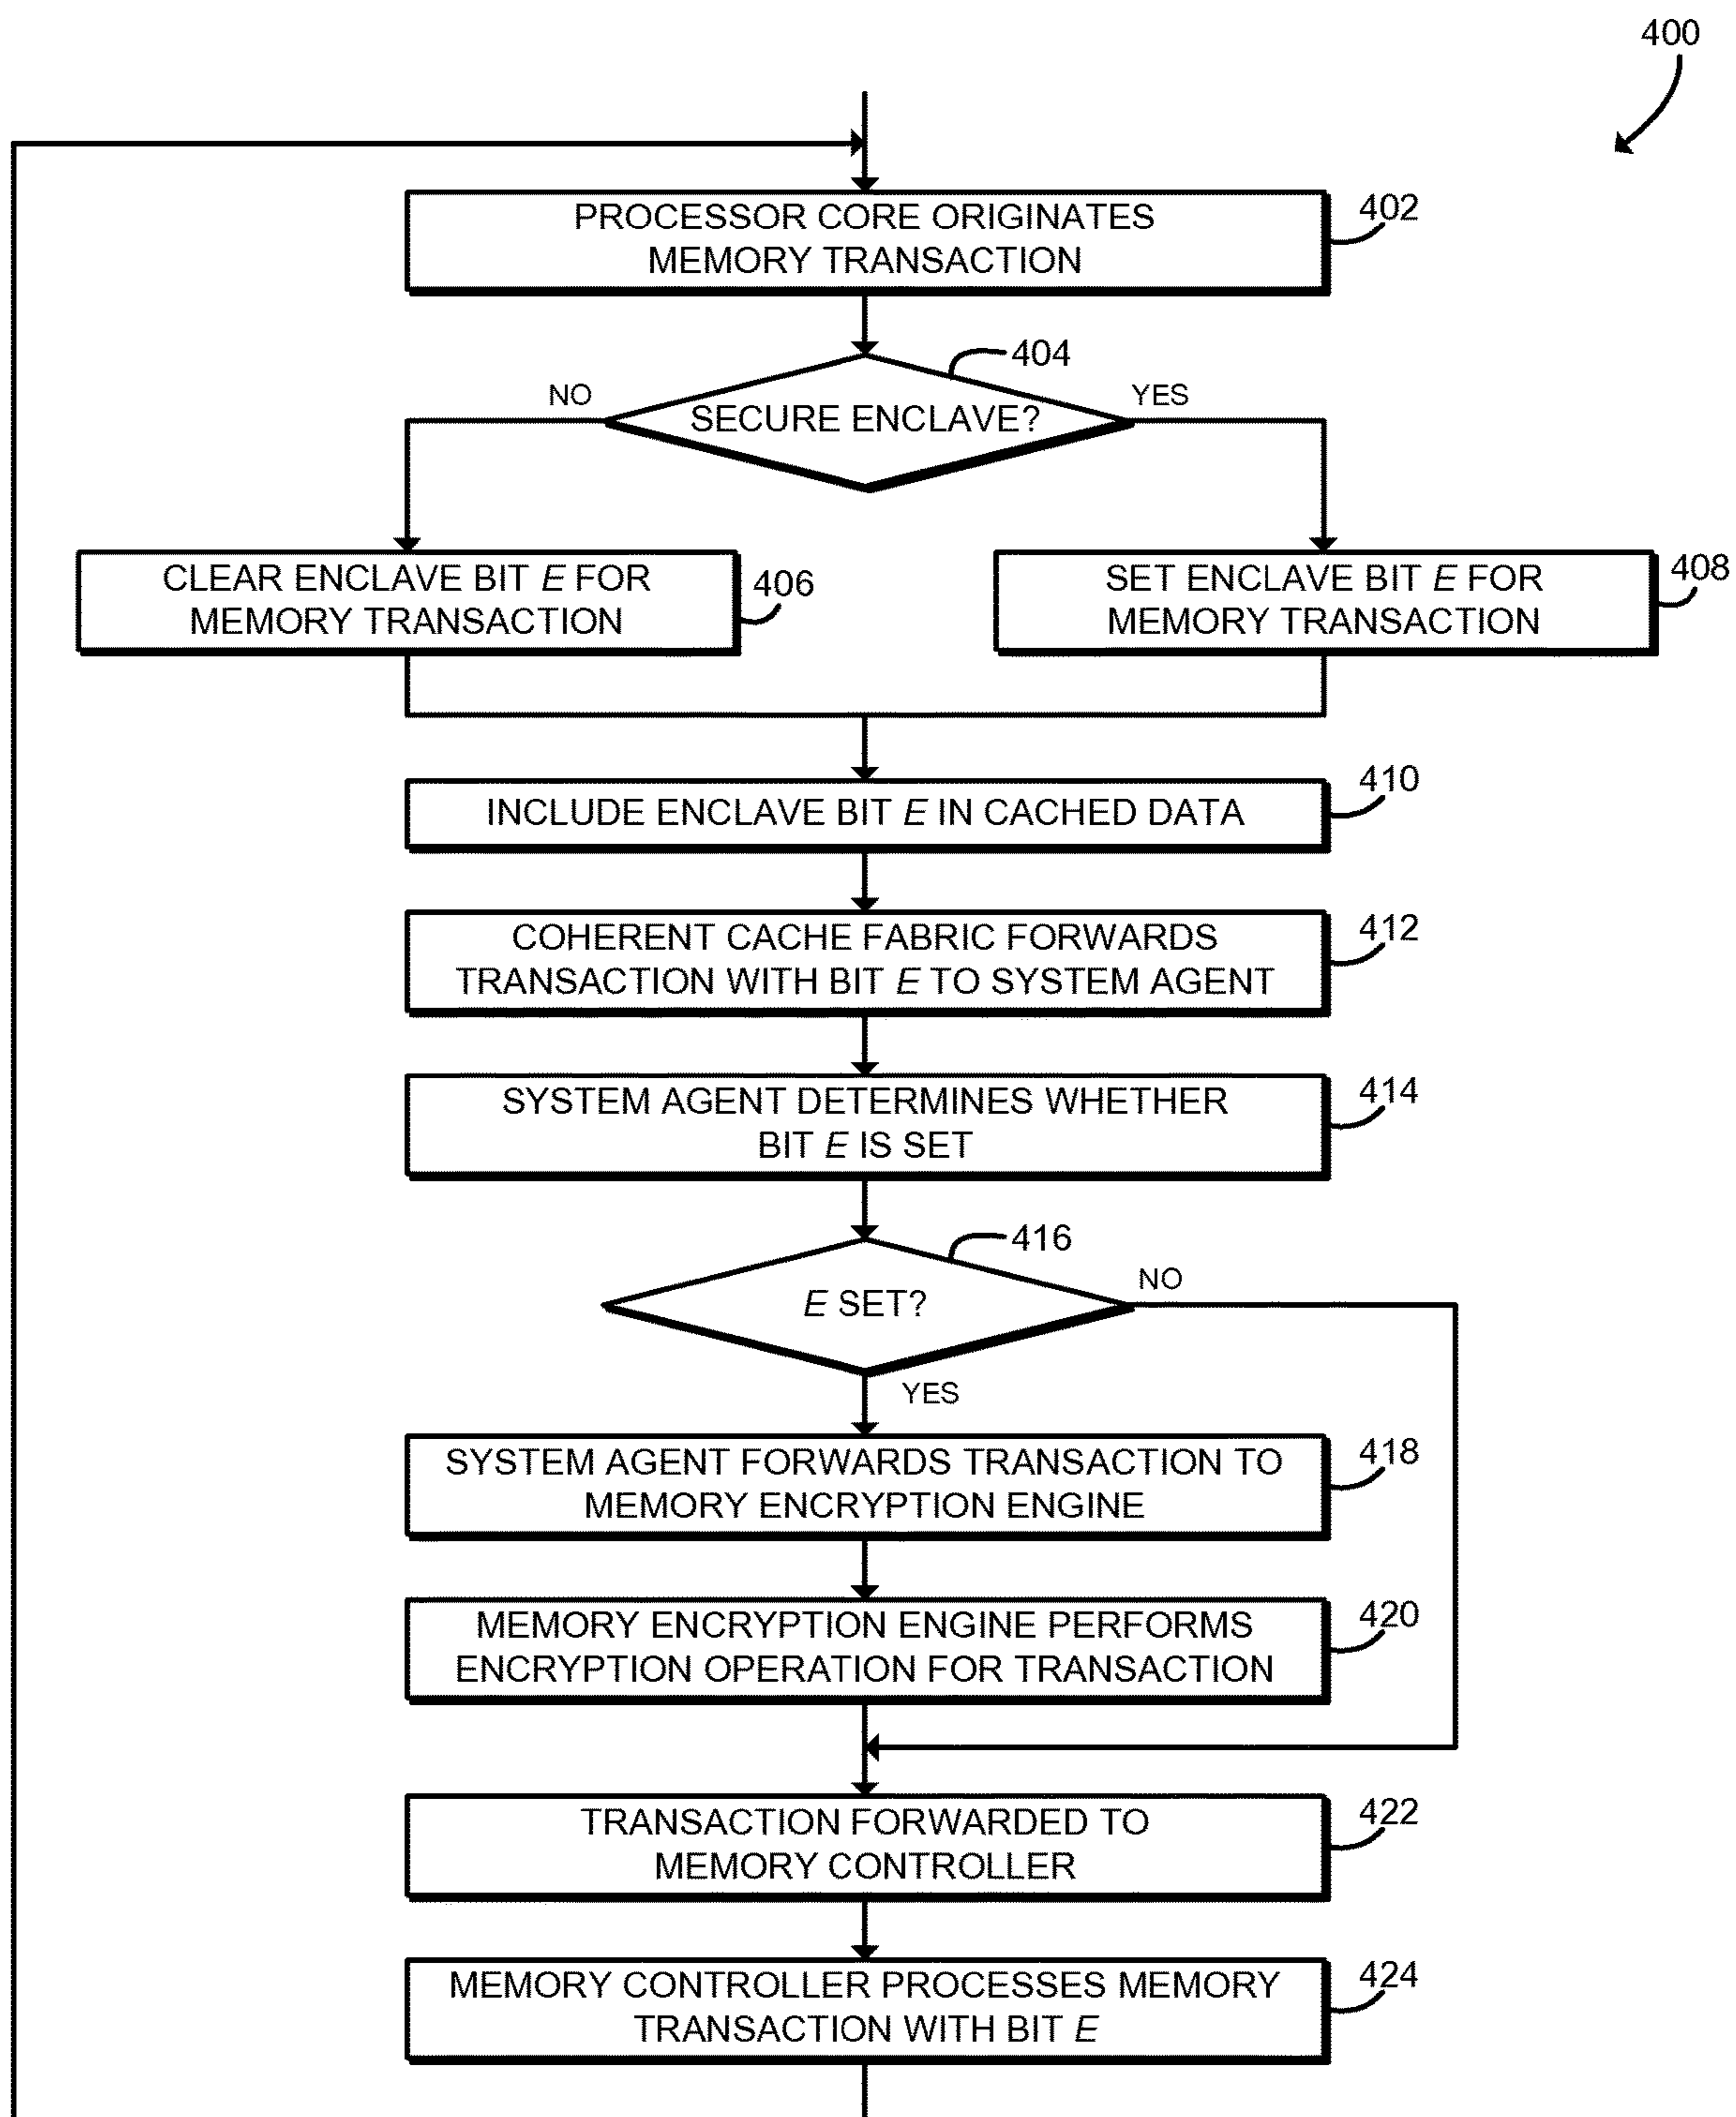 400
PROCESSOR CORE ORIGINATES
MEMORY TRANSACTION
402
404
NO
YES
SECURE ENCLAVE?
CLEAR ENCLAVE BIT E FOR
MEMORY TRANSACTION
406
SET ENCLAVE BIT E FOR
MEMORY TRANSACTION
408
INCLUDE ENCLAVE BIT E IN CACHED DATA
410
COHERENT CACHE FABRIC FORWARDS
TRANSACTION WITH BIT E TO SYSTEM AGENT
412
SYSTEM AGENT DETERMINES WHETHER
BIT E IS SET
414
416
NO
E SET?
YES
SYSTEM AGENT FORWARDS TRANSACTION TO
MEMORY ENCRYPTION ENGINE
418
MEMORY ENCRYPTION ENGINE PERFORMS
ENCRYPTION OPERATION FOR TRANSACTION
420
TRANSACTION FORWARDED TO
MEMORY CONTROLLER
422
MEMORY CONTROLLER PROCESSES MEMORY
TRANSACTION WITH BIT E
424